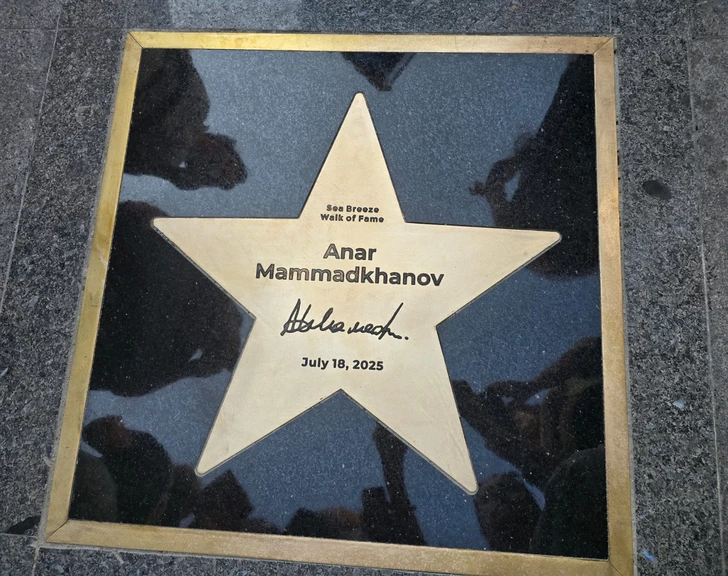 Sea Breeze
Walk of Fame
Anar
Mammadkhanov
July 18, 2025